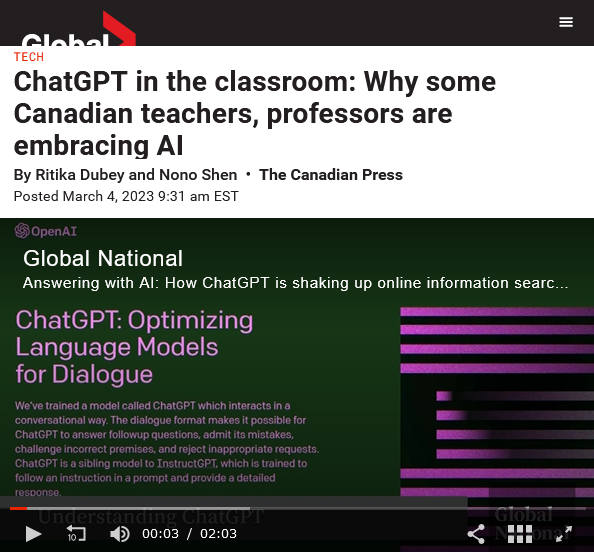 Global
TECH
ChatGPT in the classroom: Why some
Canadian teachers, professors are
embracing AI
By Ritika Dubey and Nono Shen • The Canadian Press
Posted March 4, 2023 9:31 am EST
OpenAI
Global National
Answering with AI: How ChatGPT is shaking up online information searc...
ChatGPT: Optimizing
Language Models
for Dialogue
We've trained a model called ChatGPT which interacts in a
conversational way. The dialogue format makes it possible for
ChatGPT to answer followup questions, admit its mistakes,
challenge incorrect premises, and reject inappropriate requests.
ChatGPT is a sibling model to InstructGPT, which is trained to
follow an instruction in a prompt and provide a detailed
response.
Understanding ChatGPT
Global
National
10
00:03 / 02:03